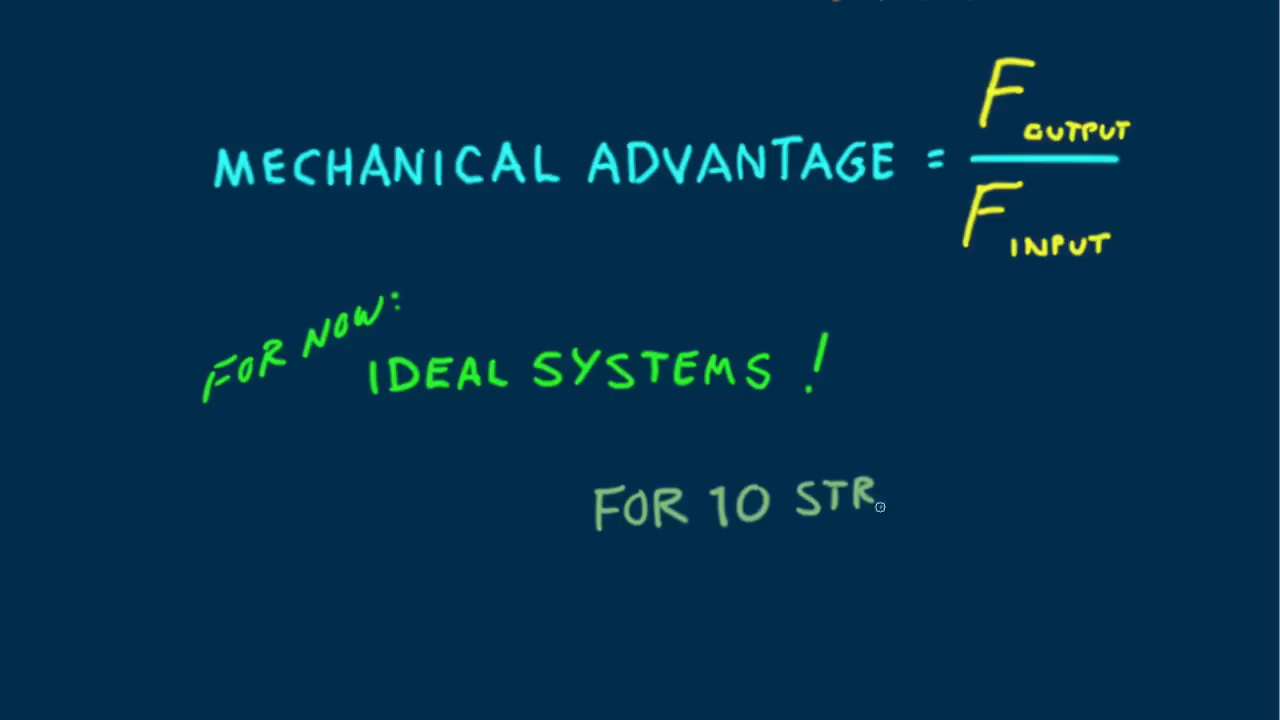 MECHANICAL ADVANTAGE = F OUTPUT / F INPUT
FOR NOW:
IDEAL SYSTEMS !
FOR 10 STR